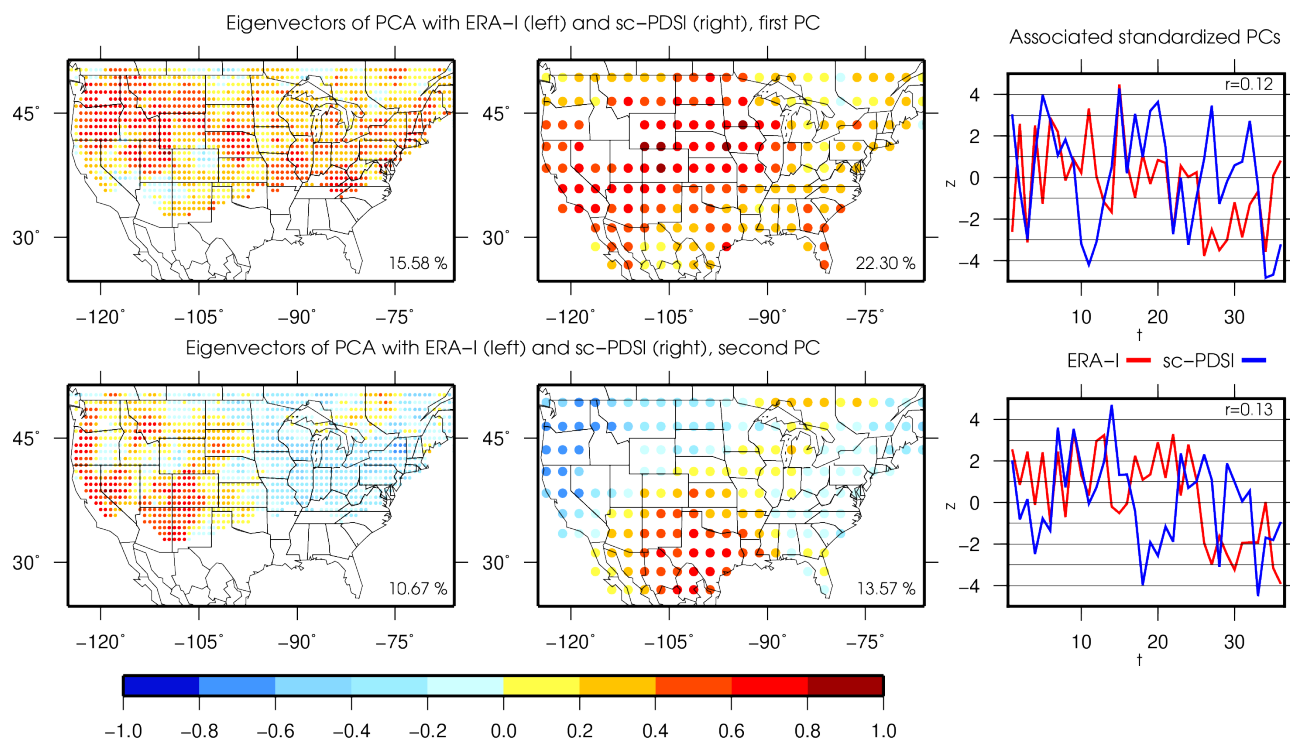 Eigenvectors of PCA with ERA−I (left) and sc−PDSI (right), first PC
Associated standardized PCs
45˚
30˚
15.58 %
−120˚ −105˚ −90˚ −75˚
22.30 %
−120˚ −105˚ −90˚ −75˚
r=0.12
4
2
0
−2
−4
z
10 20 30
t
Eigenvectors of PCA with ERA−I (left) and sc−PDSI (right), second PC
ERA−I sc−PDSI
45˚
30˚
10.67 %
−120˚ −105˚ −90˚ −75˚
13.57 %
−120˚ −105˚ −90˚ −75˚
r=0.13
4
2
0
−2
−4
z
10 20 30
t
−1.0 −0.8 −0.6 −0.4 −0.2 0.0 0.2 0.4 0.6 0.8 1.0